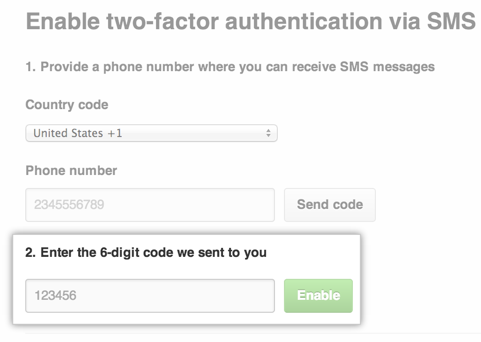 Enable two-factor authentication via SMS
1. Provide a phone number where you can receive SMS messages
Country code
United States +1
Phone number
2345556789 Send code
2. Enter the 6-digit code we sent to you
123456 Enable